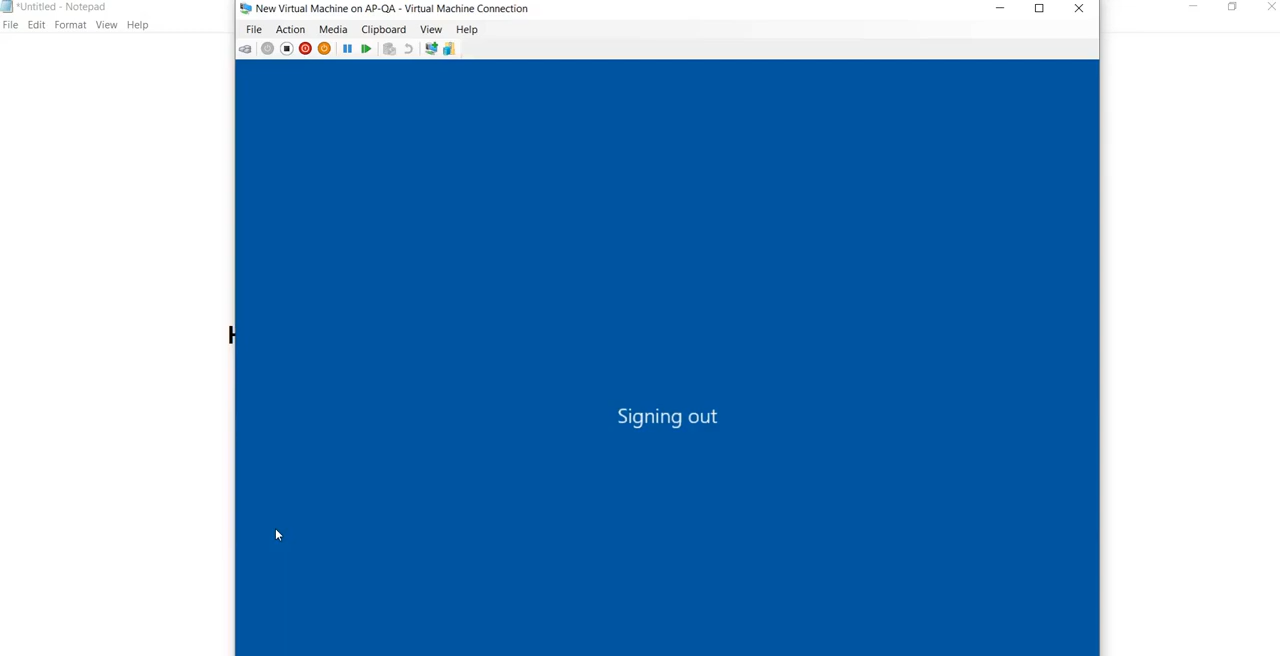 *Untitled - Notepad
File Edit Format View Help
New Virtual Machine on AP-QA - Virtual Machine Connection
File Action Media Clipboard View Help
Signing out